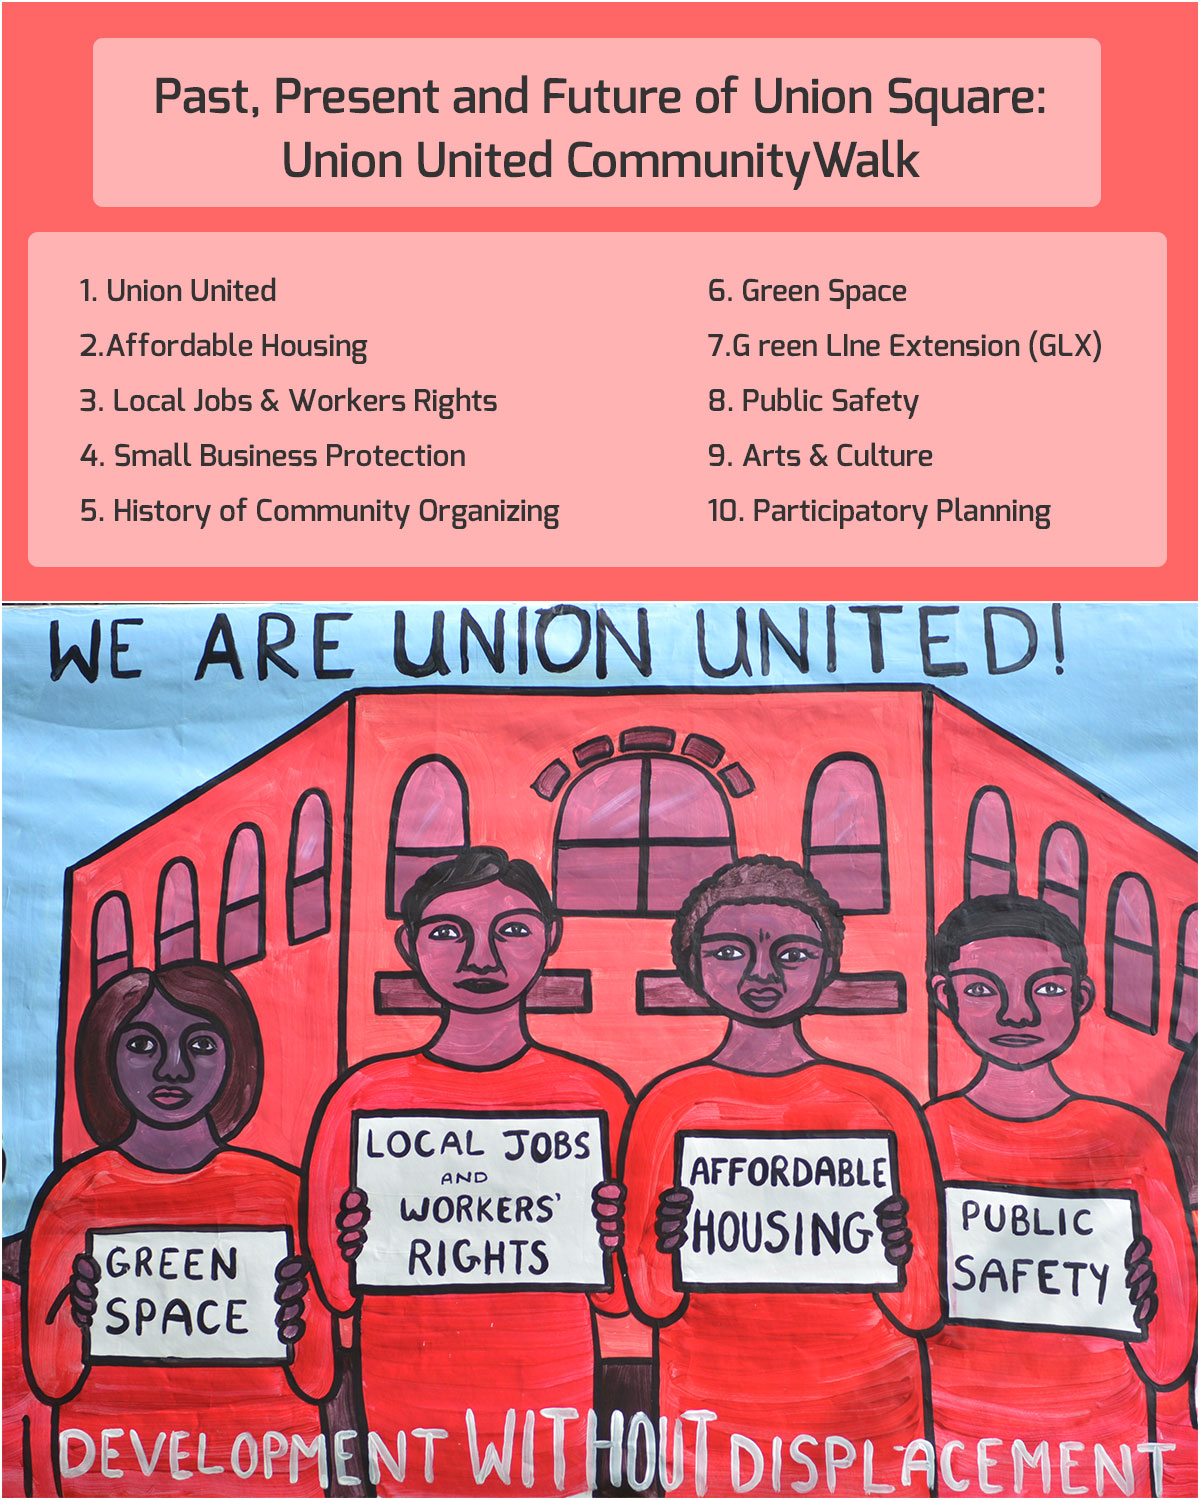 Past, Present and Future of Union Square:
Union United CommunityWalk
1. Union United
2.Affordable Housing
3. Local Jobs & Workers Rights
4. Small Business Protection
5. History of Community Organizing
6. Green Space
7.G reen LIne Extension (GLX)
8. Public Safety
9. Arts & Culture
10. Participatory Planning
WE ARE UNION UNITED!
LOCAL JOBS
AND
WORKERS'
RIGHTS
AFFORDABLE
HOUSING
PUBLIC
SAFETY
GREEN
SPACE
DEVELOPMENT WITHOUT DISPLACEMENT